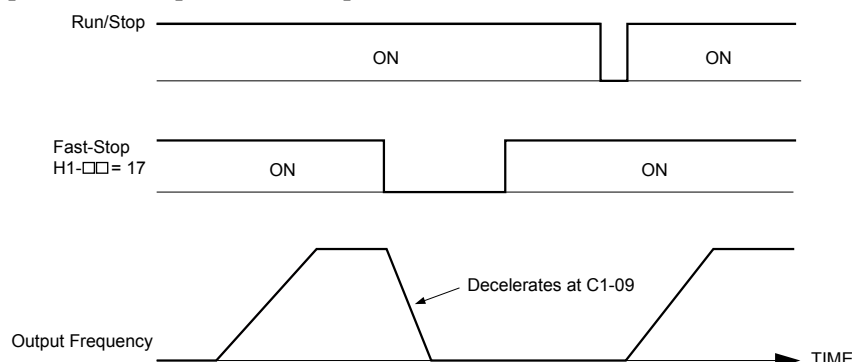 Run/Stop
ON
ON
Fast-Stop
H1-□□= 17
ON
ON
Decelerates at C1-09
Output Frequency
TIME